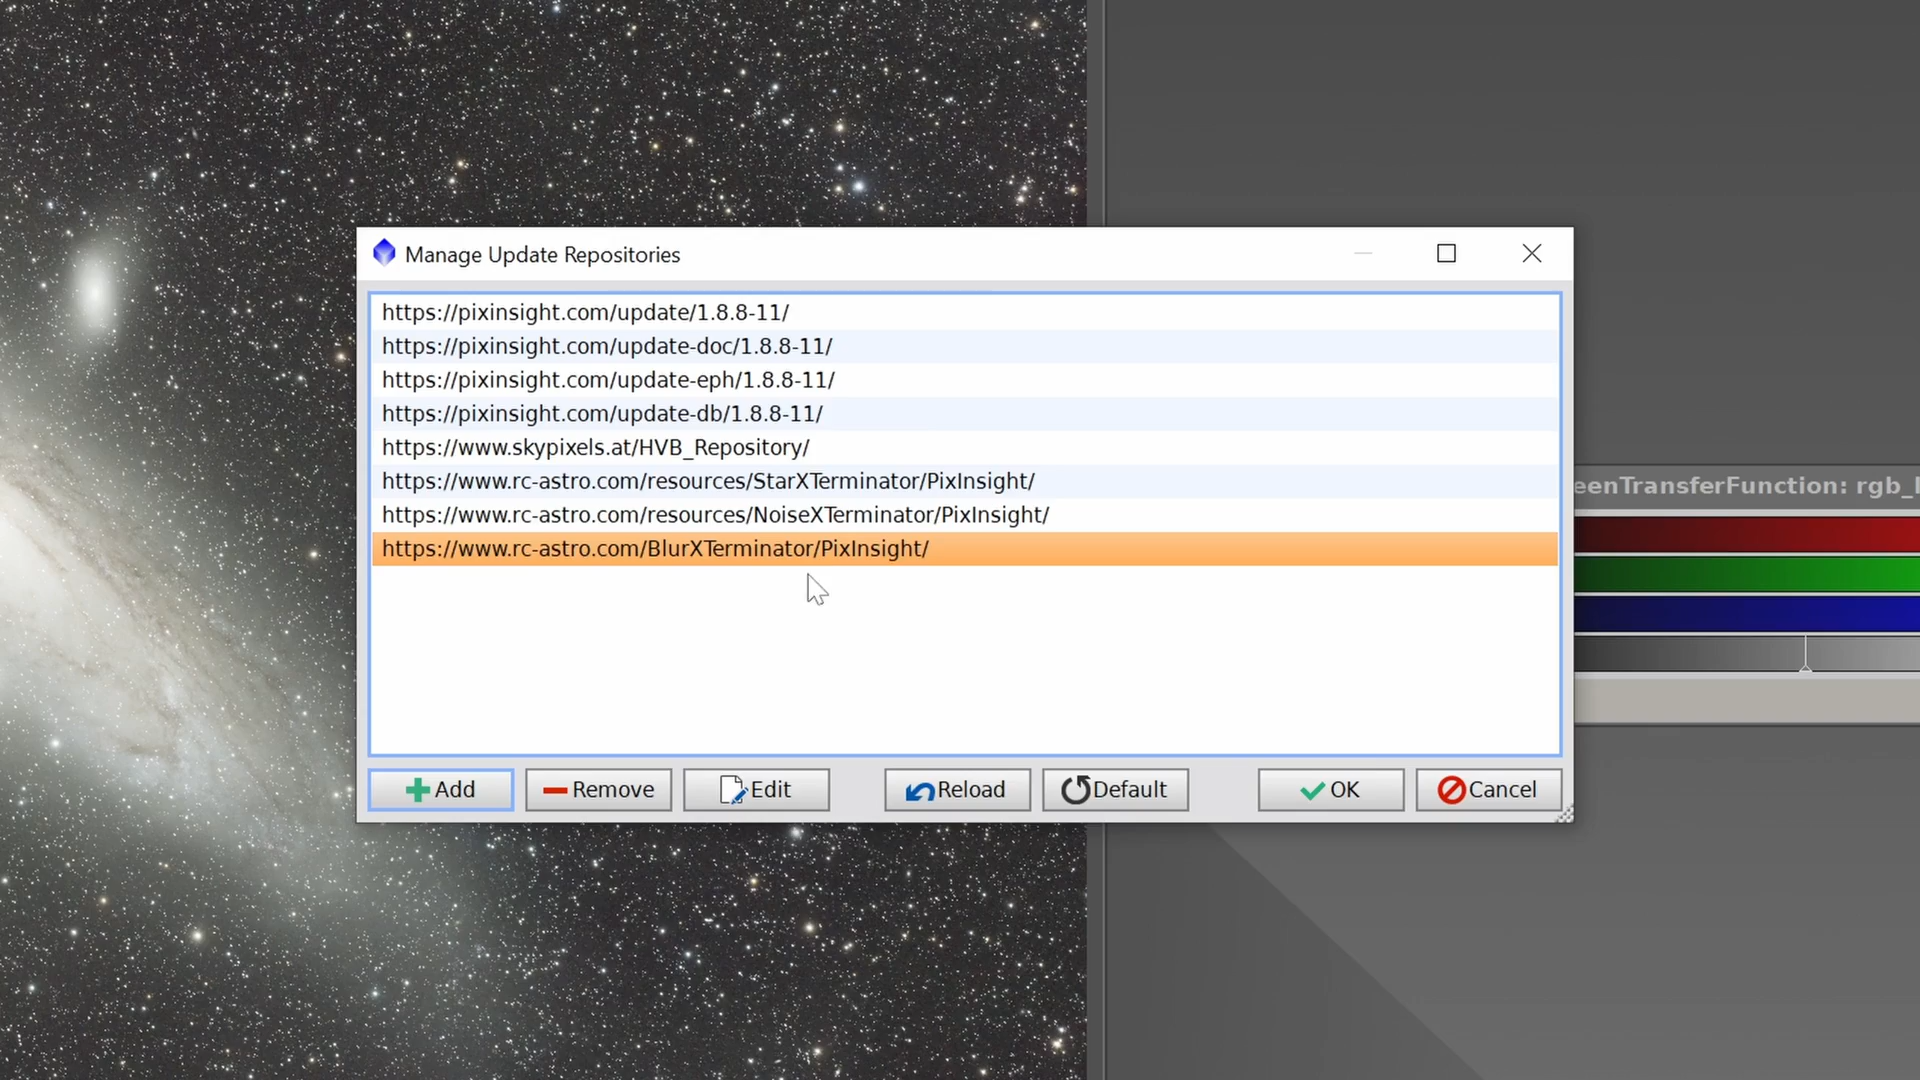 Manage Update Repositories
https://pixinsight.com/update/1.8.8-11/
https://pixinsight.com/update-doc/1.8.8-11/
https://pixinsight.com/update-eph/1.8.8-11/
https://pixinsight.com/update-db/1.8.8-11/
https://www.skypixels.at/HVB_Repository/
https://www.rc-astro.com/resources/StarXTerminator/PixInsight/
eenTransferFunction: rgb_l
https://www.rc-astro.com/resources/NoiseXTerminator/PixInsight/
https://www.rc-astro.com/BlurXTerminator/PixInsight/
Add Remove Edit Reload Default OK Cancel